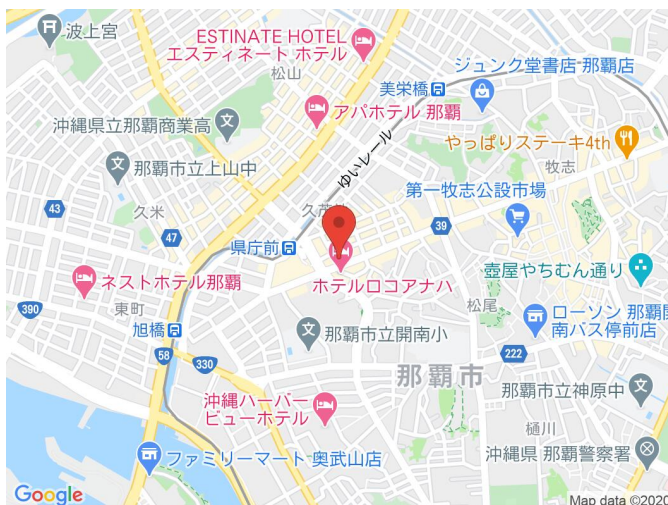 波上宮
ESTINATE HOTEL
エスティネート ホテル
松山
ジュンク堂書店 那覇店
美栄橋
アパホテル 那覇
沖縄県立那覇商業高
やっぱりステーキ4th
ゆいレール
牧志
那覇市立上山中
第一牧志公設市場
43
久米
久茂地
39
47
県庁前
壺屋やちむん通り
ネストホテル那覇
ホテルロコアナハ
東町
松尾
390
ローソン 那覇開
南バス停前店
旭橋
那覇市立開南小
58
222
330
那覇市
那覇市立神原中
沖縄ハーバー
ビューホテル
樋川
沖縄県 那覇警察署
ファミリーマート 奥武山店
Google
Map data ©2020